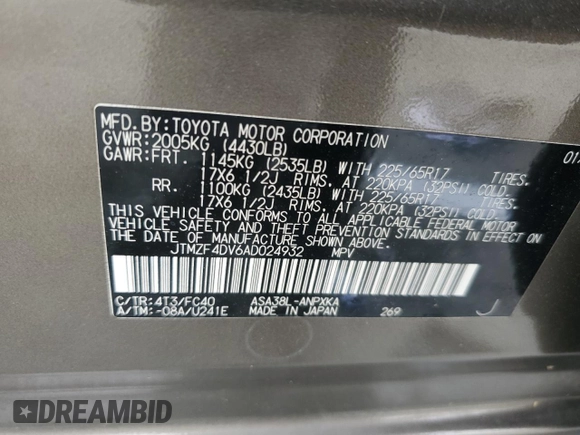 MFD. BY: TOYOTA MOTOR CORPORATION
GVWR: 2005KG (4430LB)
GAWR: FRT. 1145KG (2535LB) WITH 225/65R17 TIRES.
17X6 1/2J RIMS, AT 220KPA (32PSI) COLD
RR. 1100KG (2435LB) WITH 225/65R17 TIRES.
17X6 1/2J RIMS, AT 220KPA (32PSI) COLD
THIS VEHICLE CONFORMS TO ALL APPLICABLE FEDERAL MOTOR
VEHICLE SAFETY STANDARDS IN EFFECT ON THE
DATE OF MANUFACTURE SHOWN ABOVE.
JTMZF4DV6AD024932 MPV
C/TR: 4T3/FC40 ASA38L-ANPXKA
A/TM: -08A/U241E MADE IN JAPAN 269 J
DREAMBID